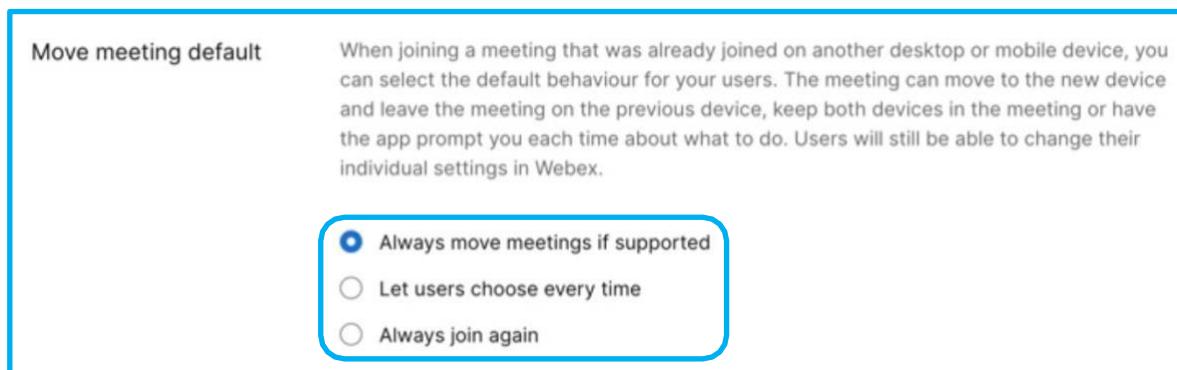 Move meeting default
When joining a meeting that was already joined on another desktop or mobile device, you
can select the default behaviour for your users. The meeting can move to the new device
and leave the meeting on the previous device, keep both devices in the meeting or have
the app prompt you each time about what to do. Users will still be able to change their
individual settings in Webex.
Always move meetings if supported
Let users choose every time
Always join again